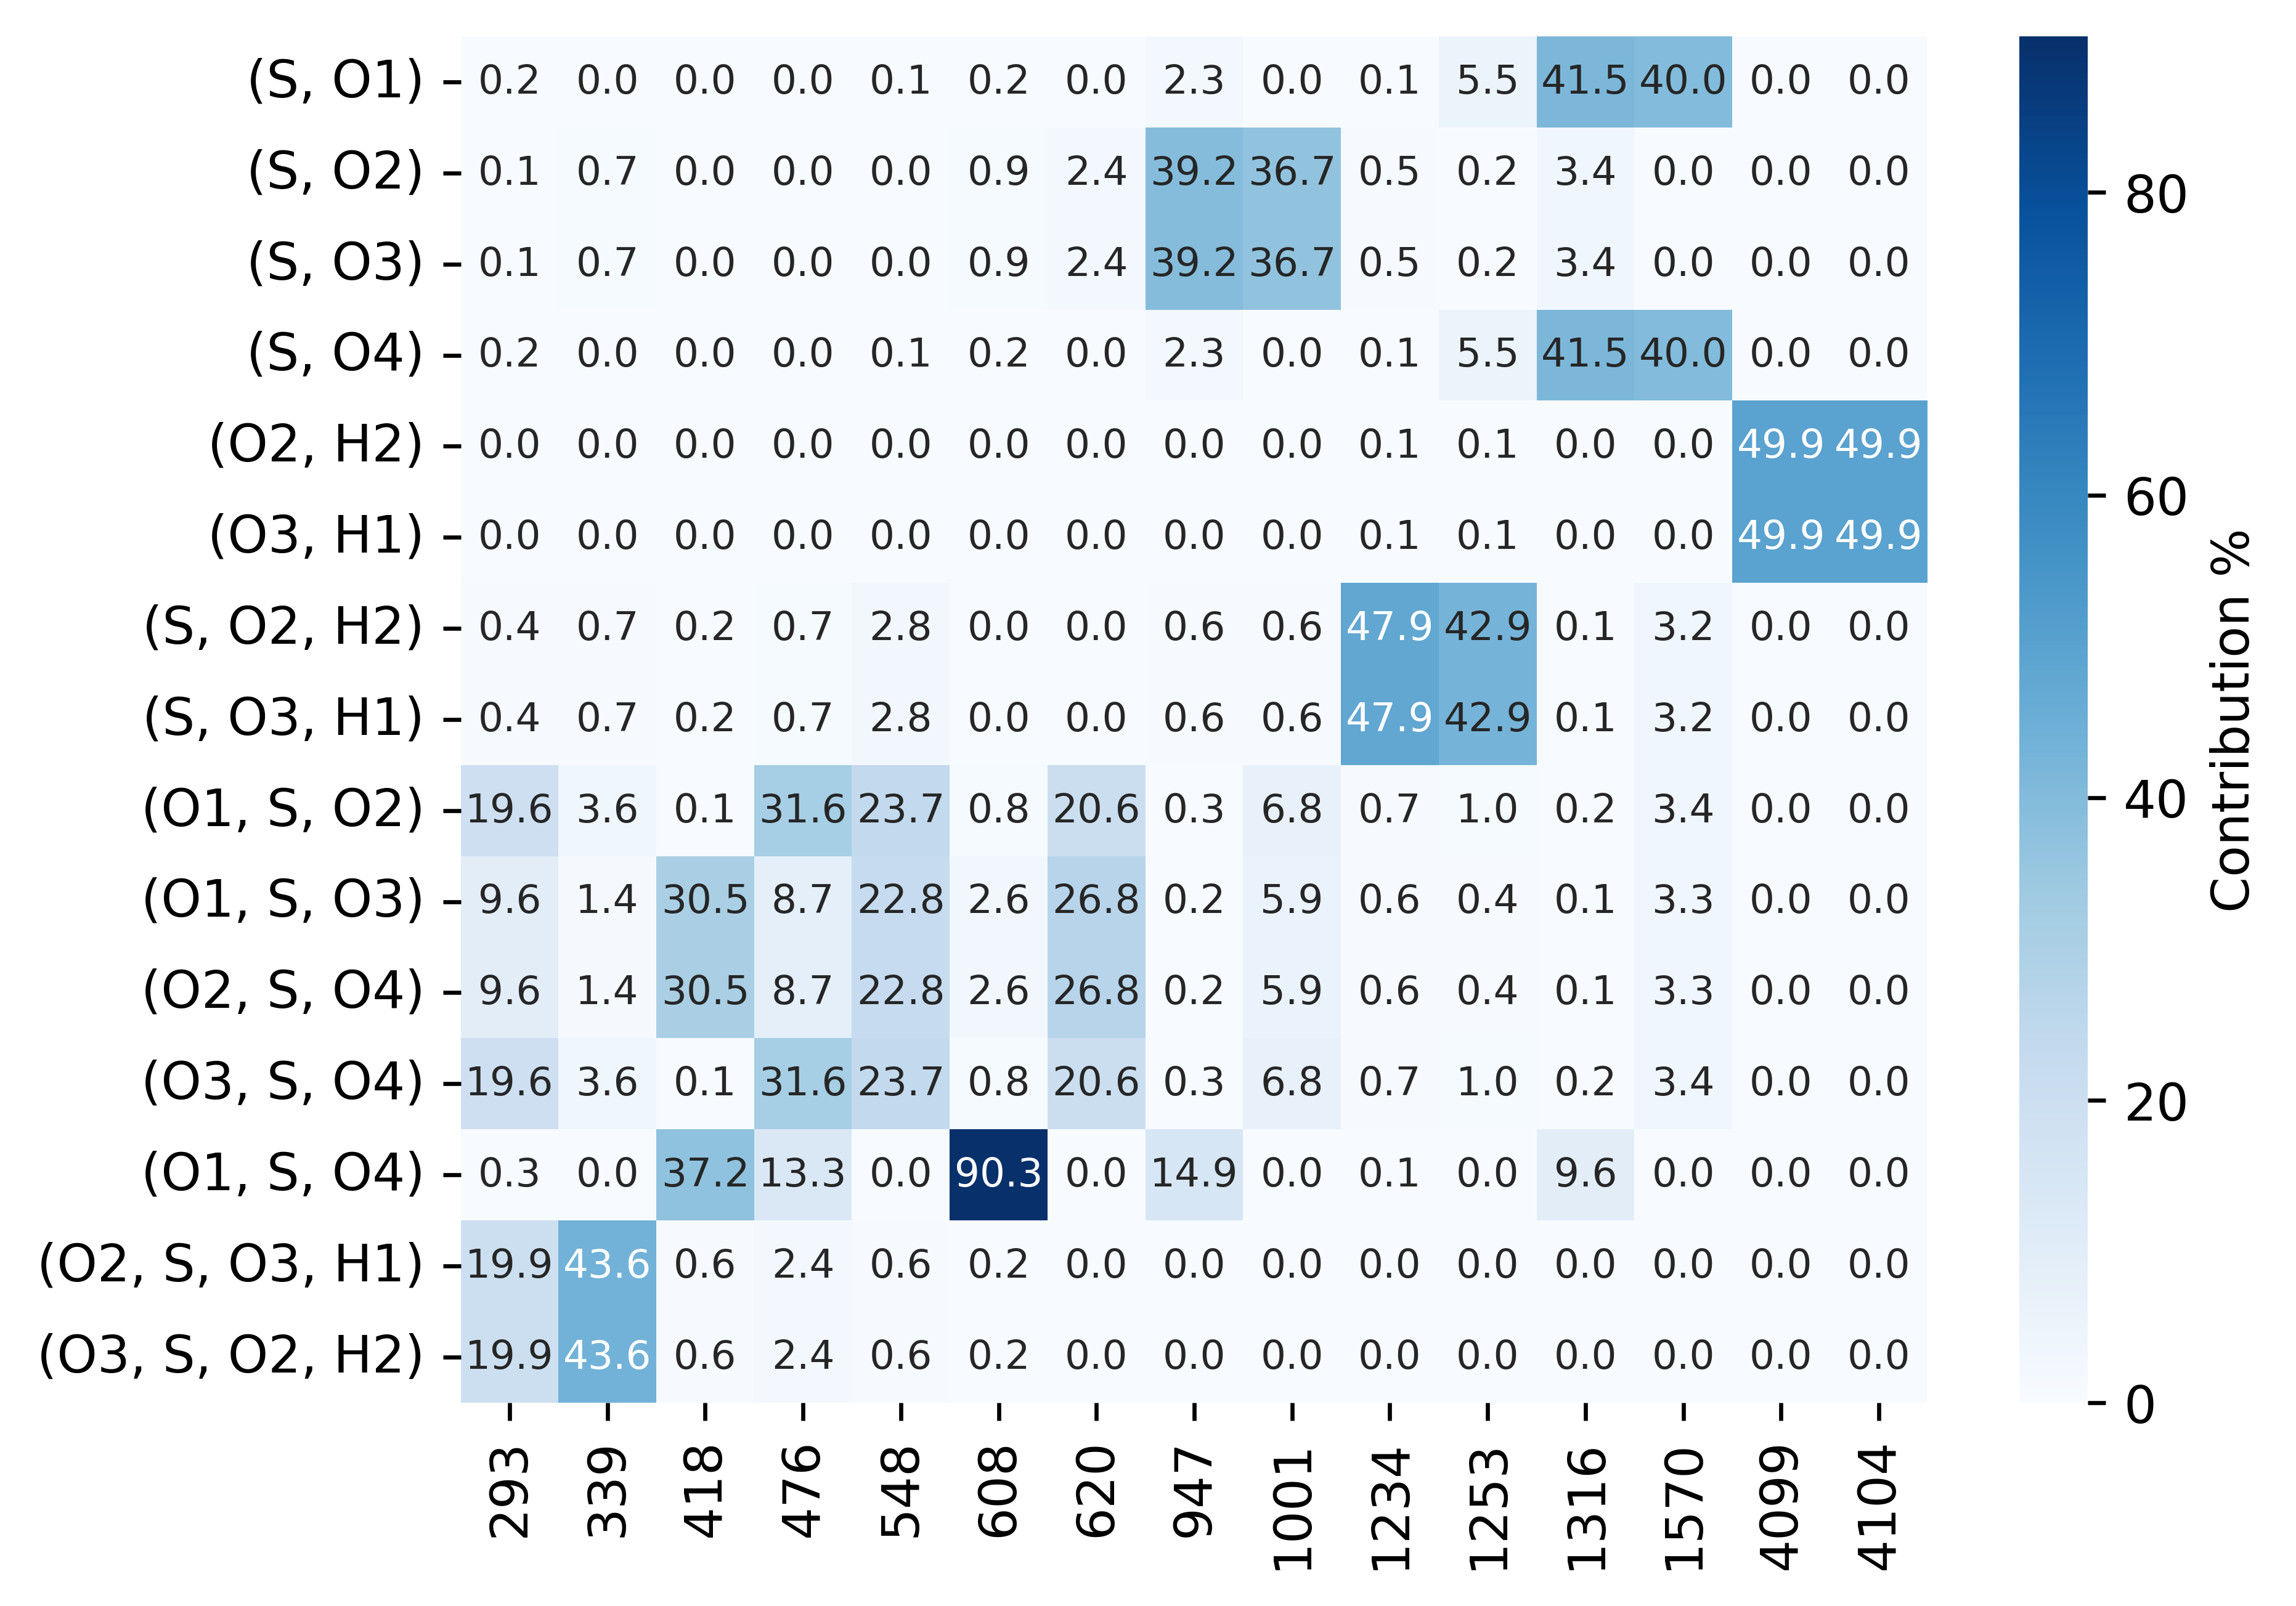 (S, O1) 0.2 0.0 0.0 0.0 0.1 0.2 0.0 2.3 0.0 0.1 5.5 41.5 40.0 0.0 0.0
(S, O2) 0.1 0.7 0.0 0.0 0.0 0.9 2.4 39.2 36.7 0.5 0.2 3.4 0.0 0.0 0.0
(S, O3) 0.1 0.7 0.0 0.0 0.0 0.9 2.4 39.2 36.7 0.5 0.2 3.4 0.0 0.0 0.0
(S, O4) 0.2 0.0 0.0 0.0 0.1 0.2 0.0 2.3 0.0 0.1 5.5 41.5 40.0 0.0 0.0
(O2, H2) 0.0 0.0 0.0 0.0 0.0 0.0 0.0 0.0 0.0 0.1 0.1 0.0 0.0 49.9 49.9
(O3, H1) 0.0 0.0 0.0 0.0 0.0 0.0 0.0 0.0 0.0 0.1 0.1 0.0 0.0 49.9 49.9
(S, O2, H2) 0.4 0.7 0.2 0.7 2.8 0.0 0.0 0.6 0.6 47.9 42.9 0.1 3.2 0.0 0.0
(S, O3, H1) 0.4 0.7 0.2 0.7 2.8 0.0 0.0 0.6 0.6 47.9 42.9 0.1 3.2 0.0 0.0
(O1, S, O2) 19.6 3.6 0.1 31.6 23.7 0.8 20.6 0.3 6.8 0.7 1.0 0.2 3.4 0.0 0.0
(O1, S, O3) 9.6 1.4 30.5 8.7 22.8 2.6 26.8 0.2 5.9 0.6 0.4 0.1 3.3 0.0 0.0
(O2, S, O4) 9.6 1.4 30.5 8.7 22.8 2.6 26.8 0.2 5.9 0.6 0.4 0.1 3.3 0.0 0.0
(O3, S, O4) 19.6 3.6 0.1 31.6 23.7 0.8 20.6 0.3 6.8 0.7 1.0 0.2 3.4 0.0 0.0
(O1, S, O4) 0.3 0.0 37.2 13.3 0.0 90.3 0.0 14.9 0.0 0.1 0.0 9.6 0.0 0.0 0.0
(O2, S, O3, H1) 19.9 43.6 0.6 2.4 0.6 0.2 0.0 0.0 0.0 0.0 0.0 0.0 0.0 0.0 0.0
(O3, S, O2, H2) 19.9 43.6 0.6 2.4 0.6 0.2 0.0 0.0 0.0 0.0 0.0 0.0 0.0 0.0 0.0
293 339 418 476 548 608 620 947 1001 1234 1253 1316 1570 4099 4104
80
60
40
20
0
Contribution %